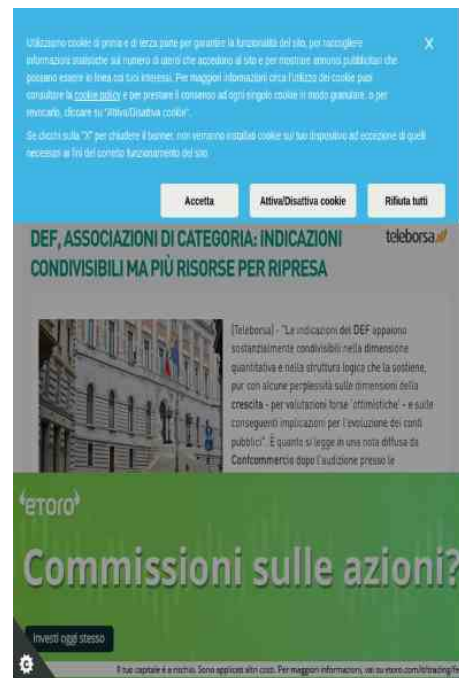 Utilizziamo cookie di prima e di terza parte per garantire la funzionalità del sito, per raccogliere
informazioni statistiche sul numero di utenti che accedono al sito e per mostrare annunci pubblicitari che
possano essere in linea coi tuoi interessi. Per maggiori informazioni circa l'utilizzo dei cookie puoi
consultare la cookie policy e per prestare il consenso ad ogni singolo cookie in modo granulare, o per
revocarlo, cliccare su "Attiva/Disattiva cookie".
X
Se clicchi sulla "X" per chiudere il banner, non verranno installati cookie sul tuo dispositivo ad eccezione di quelli
necessari ai fini del corretto funzionamento del sito.
Accetta
Attiva/Disattiva cookie
Rifiuta tutti
DEF, ASSOCIAZIONI DI CATEGORIA: INDICAZIONI
CONDIVISIBILI MA PIÙ RISORSE PER RIPRESA
teleborsa
(Teleborsa) - "Le indicazioni del DEF appaiono
sostanzialmente condivisibili nella dimensione
quantitativa e nella struttura logica che la sostiene,
pur con alcune perplessità sulle dimensioni della
crescita - per valutazioni forse 'ottimistiche' - e sulle
conseguenti implicazioni per l'evoluzione dei conti
pubblici". È quanto si legge in una nota diffusa da
Confcommercio dopo l'audizione presso le
eToro
Commissioni sulle azioni?
Investi oggi stesso
Il tuo capitale è a rischio. Sono applicati altri costi. Per maggiori informazioni, vai su etoro.com/it/trading/fe